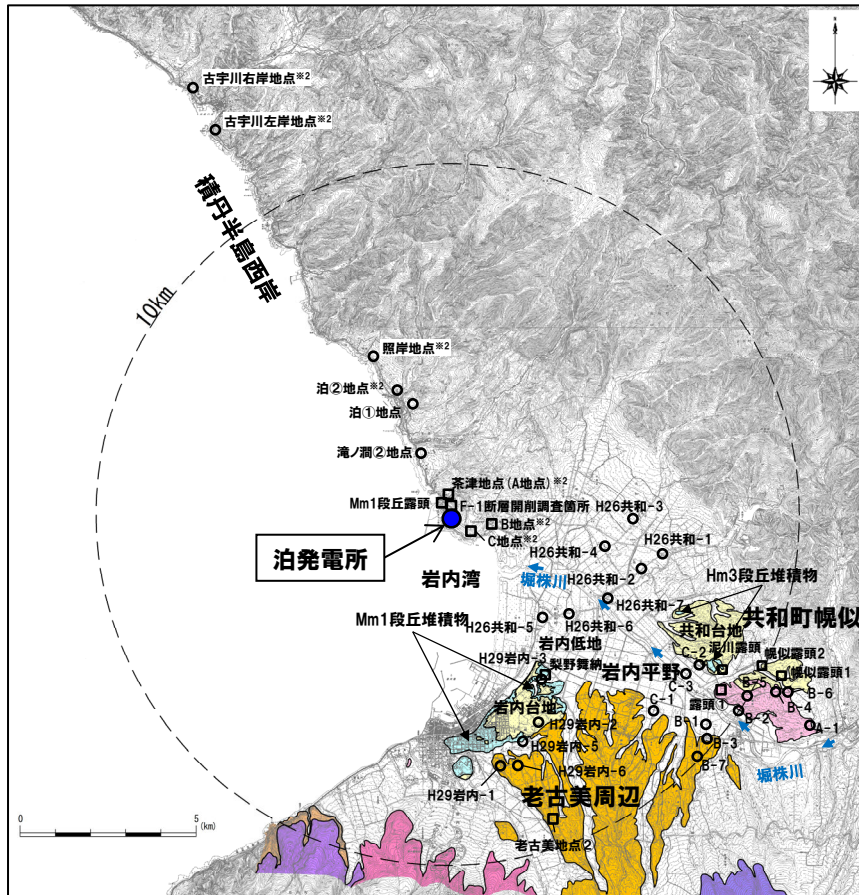 古宇川右岸地点※2
古宇川左岸地点※2
積丹半島西岸
10km
照岸地点※2
泊②地点※2
泊①地点
滝ノ澗②地点
茶津地点(A地点)※2
Mm1段丘露頭
F-1断層開削調査箇所
H26共和-3
B地点※2
C地点※2
H26共和-1
H26共和-4
泊発電所
岩内湾
堀株川
H26共和-2
Hm3段丘堆積物
H26共和-7
Mm1段丘堆積物
H26共和-5
H26共和-6
共和町幌似
共和台地
泥川露頭
岩内低地
C-2
幌似露頭2
H29岩内-3
梨野舞納
岩内平野
C-3
幌似露頭1
B-5
B-6
岩内台地
C-1
露頭1
B-4
B-2
H29岩内-2
B-1
A-1
H29岩内-5
B-3
H29岩内-6
B-7
堀株川
H29岩内-1
老古美周辺
老古美地点2
0
5
(km)